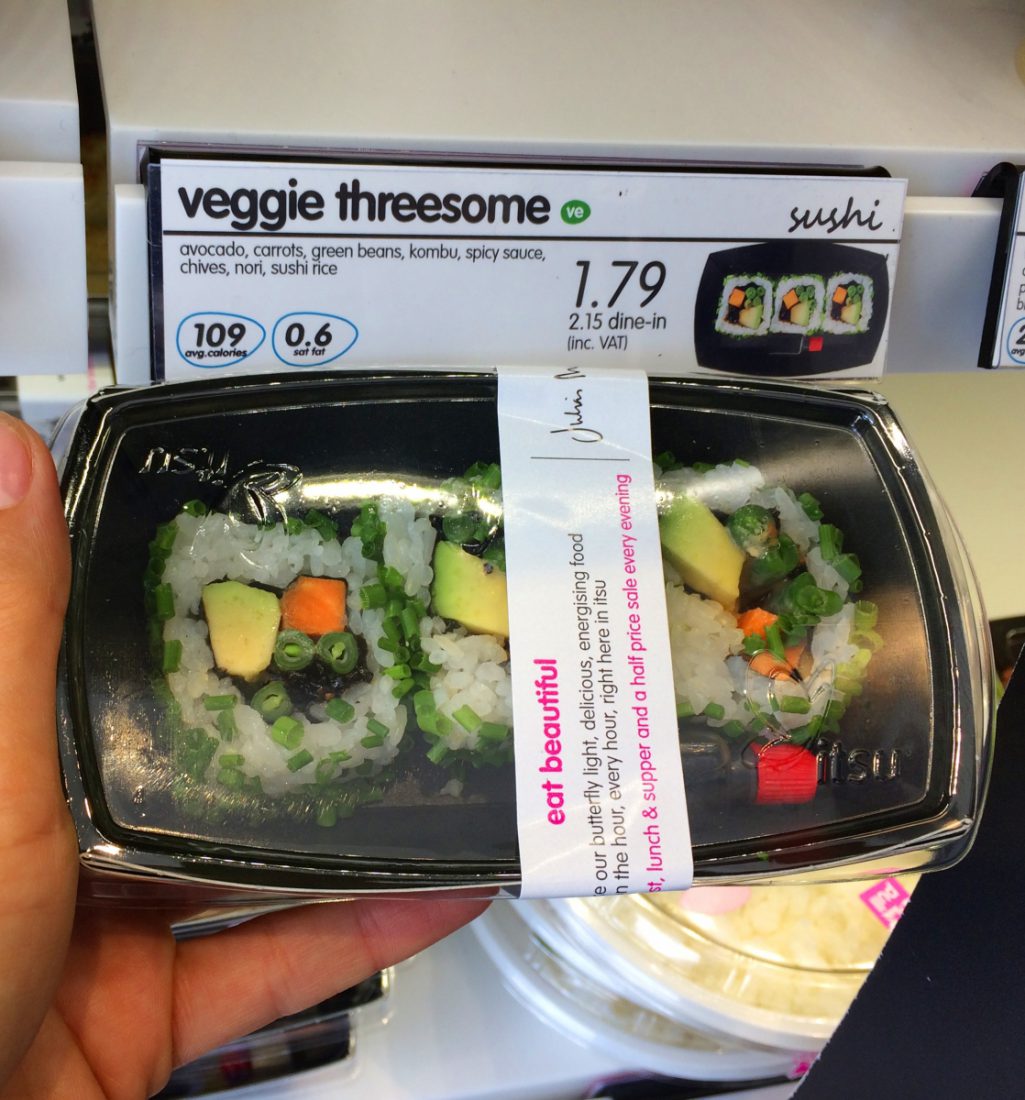 veggie threesome ve
sushi
avocado, carrots, green beans, kombu, spicy sauce,
chives, nori, sushi rice
1.79
2.15 dine-in
(inc. VAT)
109
avg.calories
0.6
sat fat
itsu
eat beautiful
our butterfly light, delicious, energising food
the hour, every hour, right here in itsu
lunch & supper and a half price sale every evening
itsu